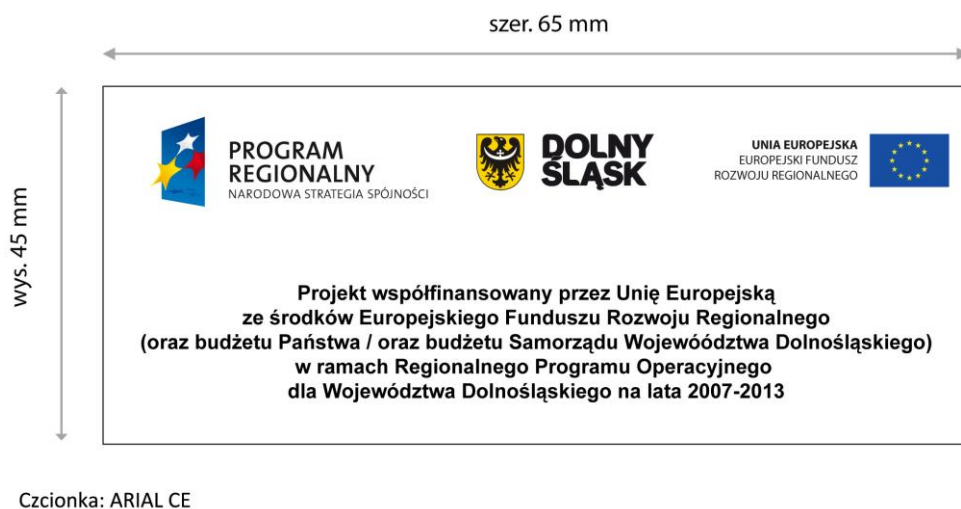 szer. 65 mm
wys. 45 mm
PROGRAM
REGIONALNY
NARODOWA STRATEGIA SPÓJNOŚCI
DOLNY
ŚLĄSK
UNIA EUROPEJSKA
EUROPEJSKI FUNDUSZ
ROZWOJU REGIONALNEGO
Projekt współfinansowany przez Unię Europejską
ze środków Europejskiego Funduszu Rozwoju Regionalnego
(oraz budżetu Państwa / oraz budżetu Samorządu Wojewóództwa Dolnośląskiego)
w ramach Regionalnego Programu Operacyjnego
dla Województwa Dolnośląskiego na lata 2007-2013
Czcionka: ARIAL CE